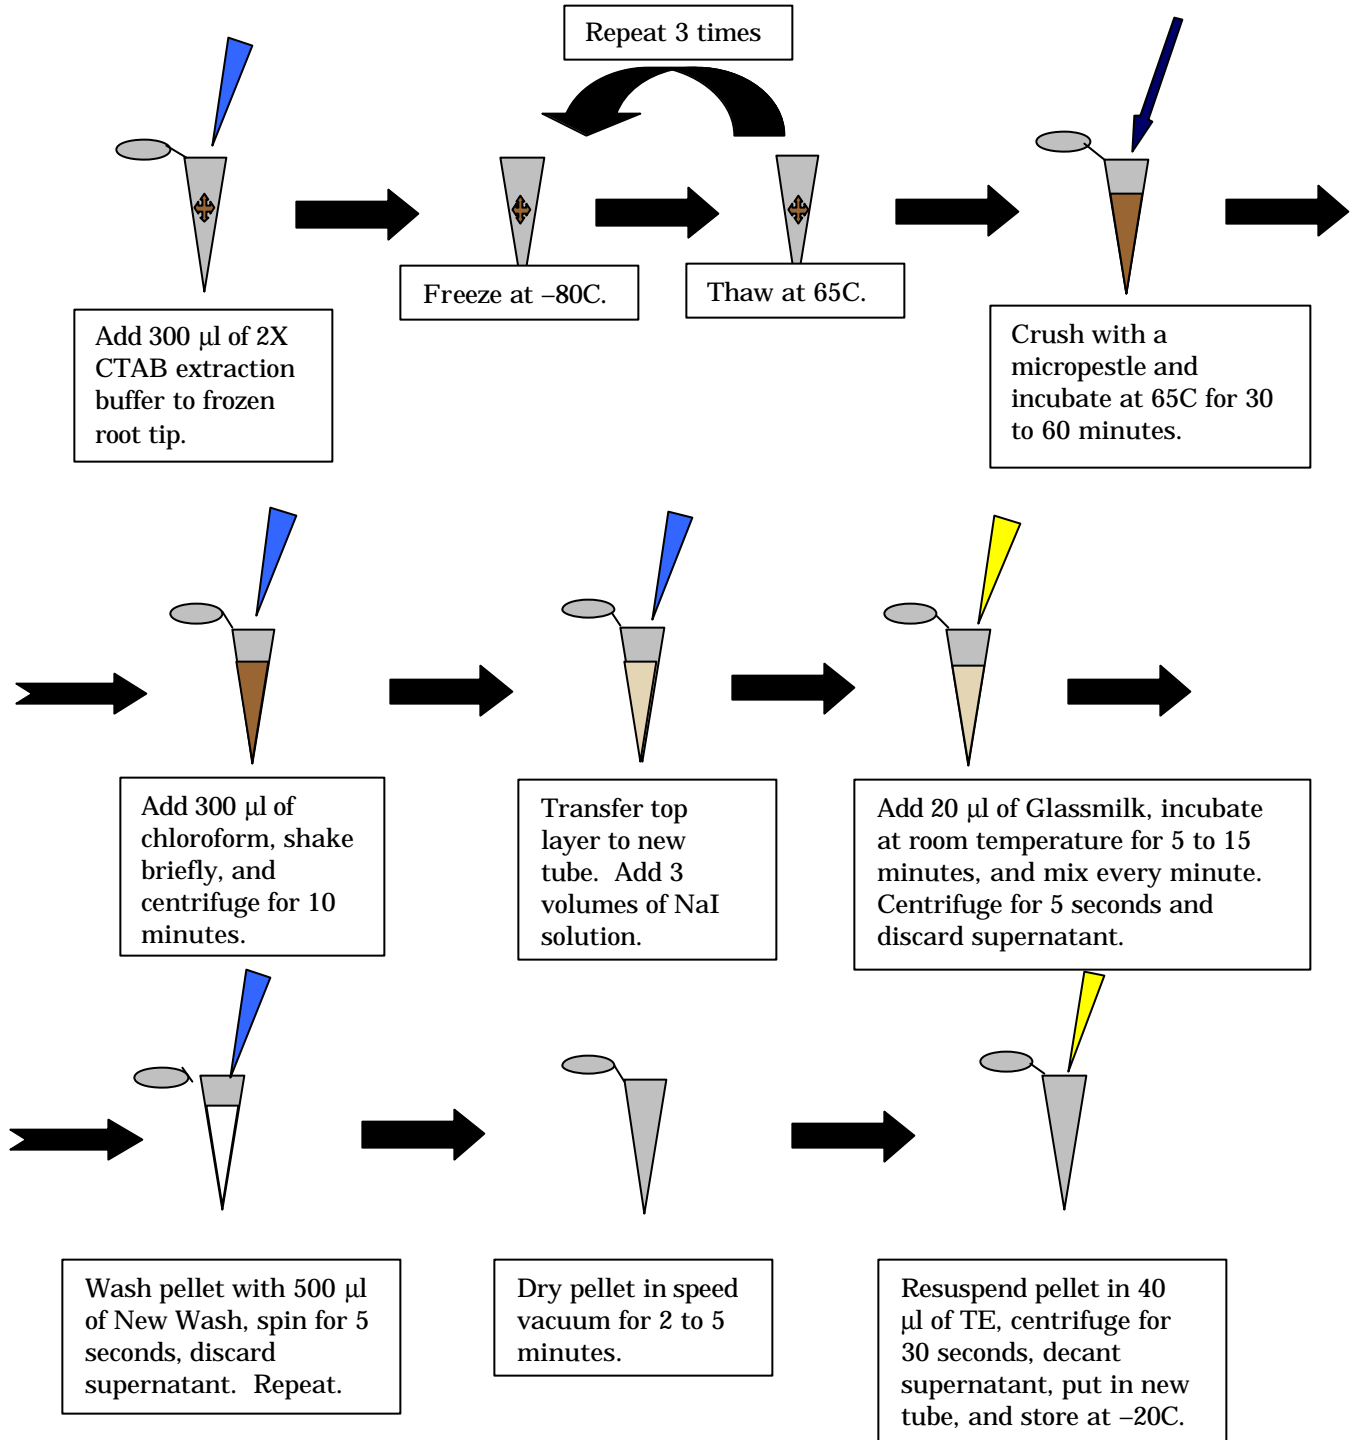 Repeat 3 times
Add 300 µl of 2X
CTAB extraction
buffer to frozen
root tip.
Freeze at –80C.
Thaw at 65C.
Crush with a
micropestle and
incubate at 65C for 30
to 60 minutes.
Add 300 µl of
chloroform, shake
briefly, and
centrifuge for 10
minutes.
Transfer top
layer to new
tube.  Add 3
volumes of NaI
solution.
Add 20 µl of Glassmilk, incubate
at room temperature for 5 to 15
minutes, and mix every minute.
Centrifuge for 5 seconds and
discard supernatant.
Wash pellet with 500 µl
of New Wash, spin for 5
seconds, discard
supernatant.  Repeat.
Dry pellet in speed
vacuum for 2 to 5
minutes.
Resuspend pellet in 40
µl of TE, centrifuge for
30 seconds, decant
supernatant, put in new
tube, and store at –20C.